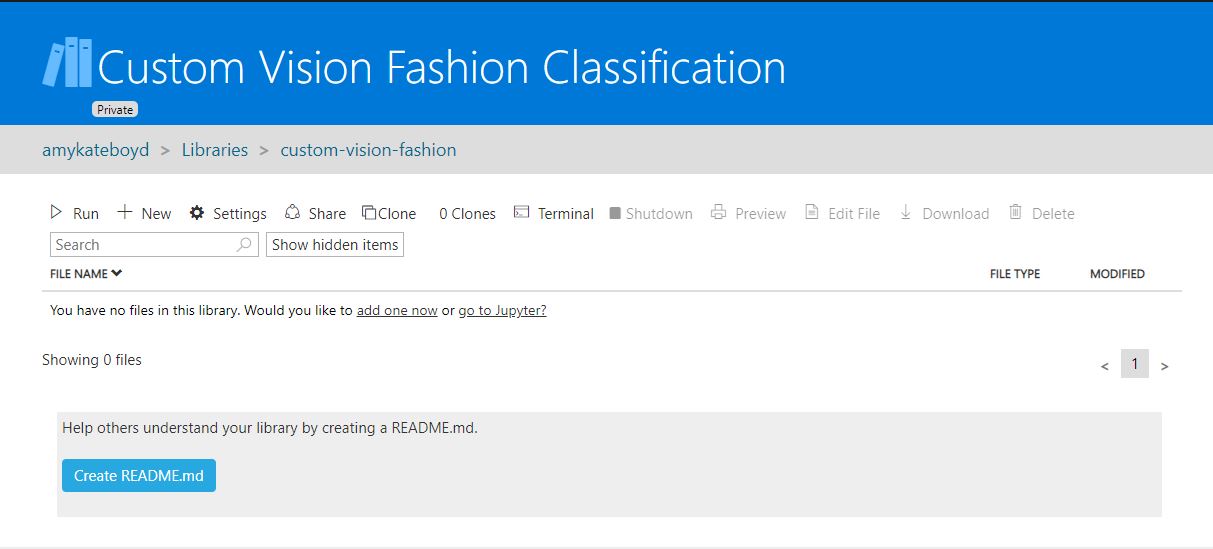 Custom Vision Fashion Classification
Private
amykateboyd > Libraries > custom-vision-fashion
Run New Settings Share Clone 0 Clones Terminal Shutdown Preview Edit File Download Delete
Search Show hidden items
FILE NAME FILE TYPE MODIFIED
You have no files in this library. Would you like to add one now or go to Jupyter?
Showing 0 files
< 1 >
Help others understand your library by creating a README.md.
Create README.md